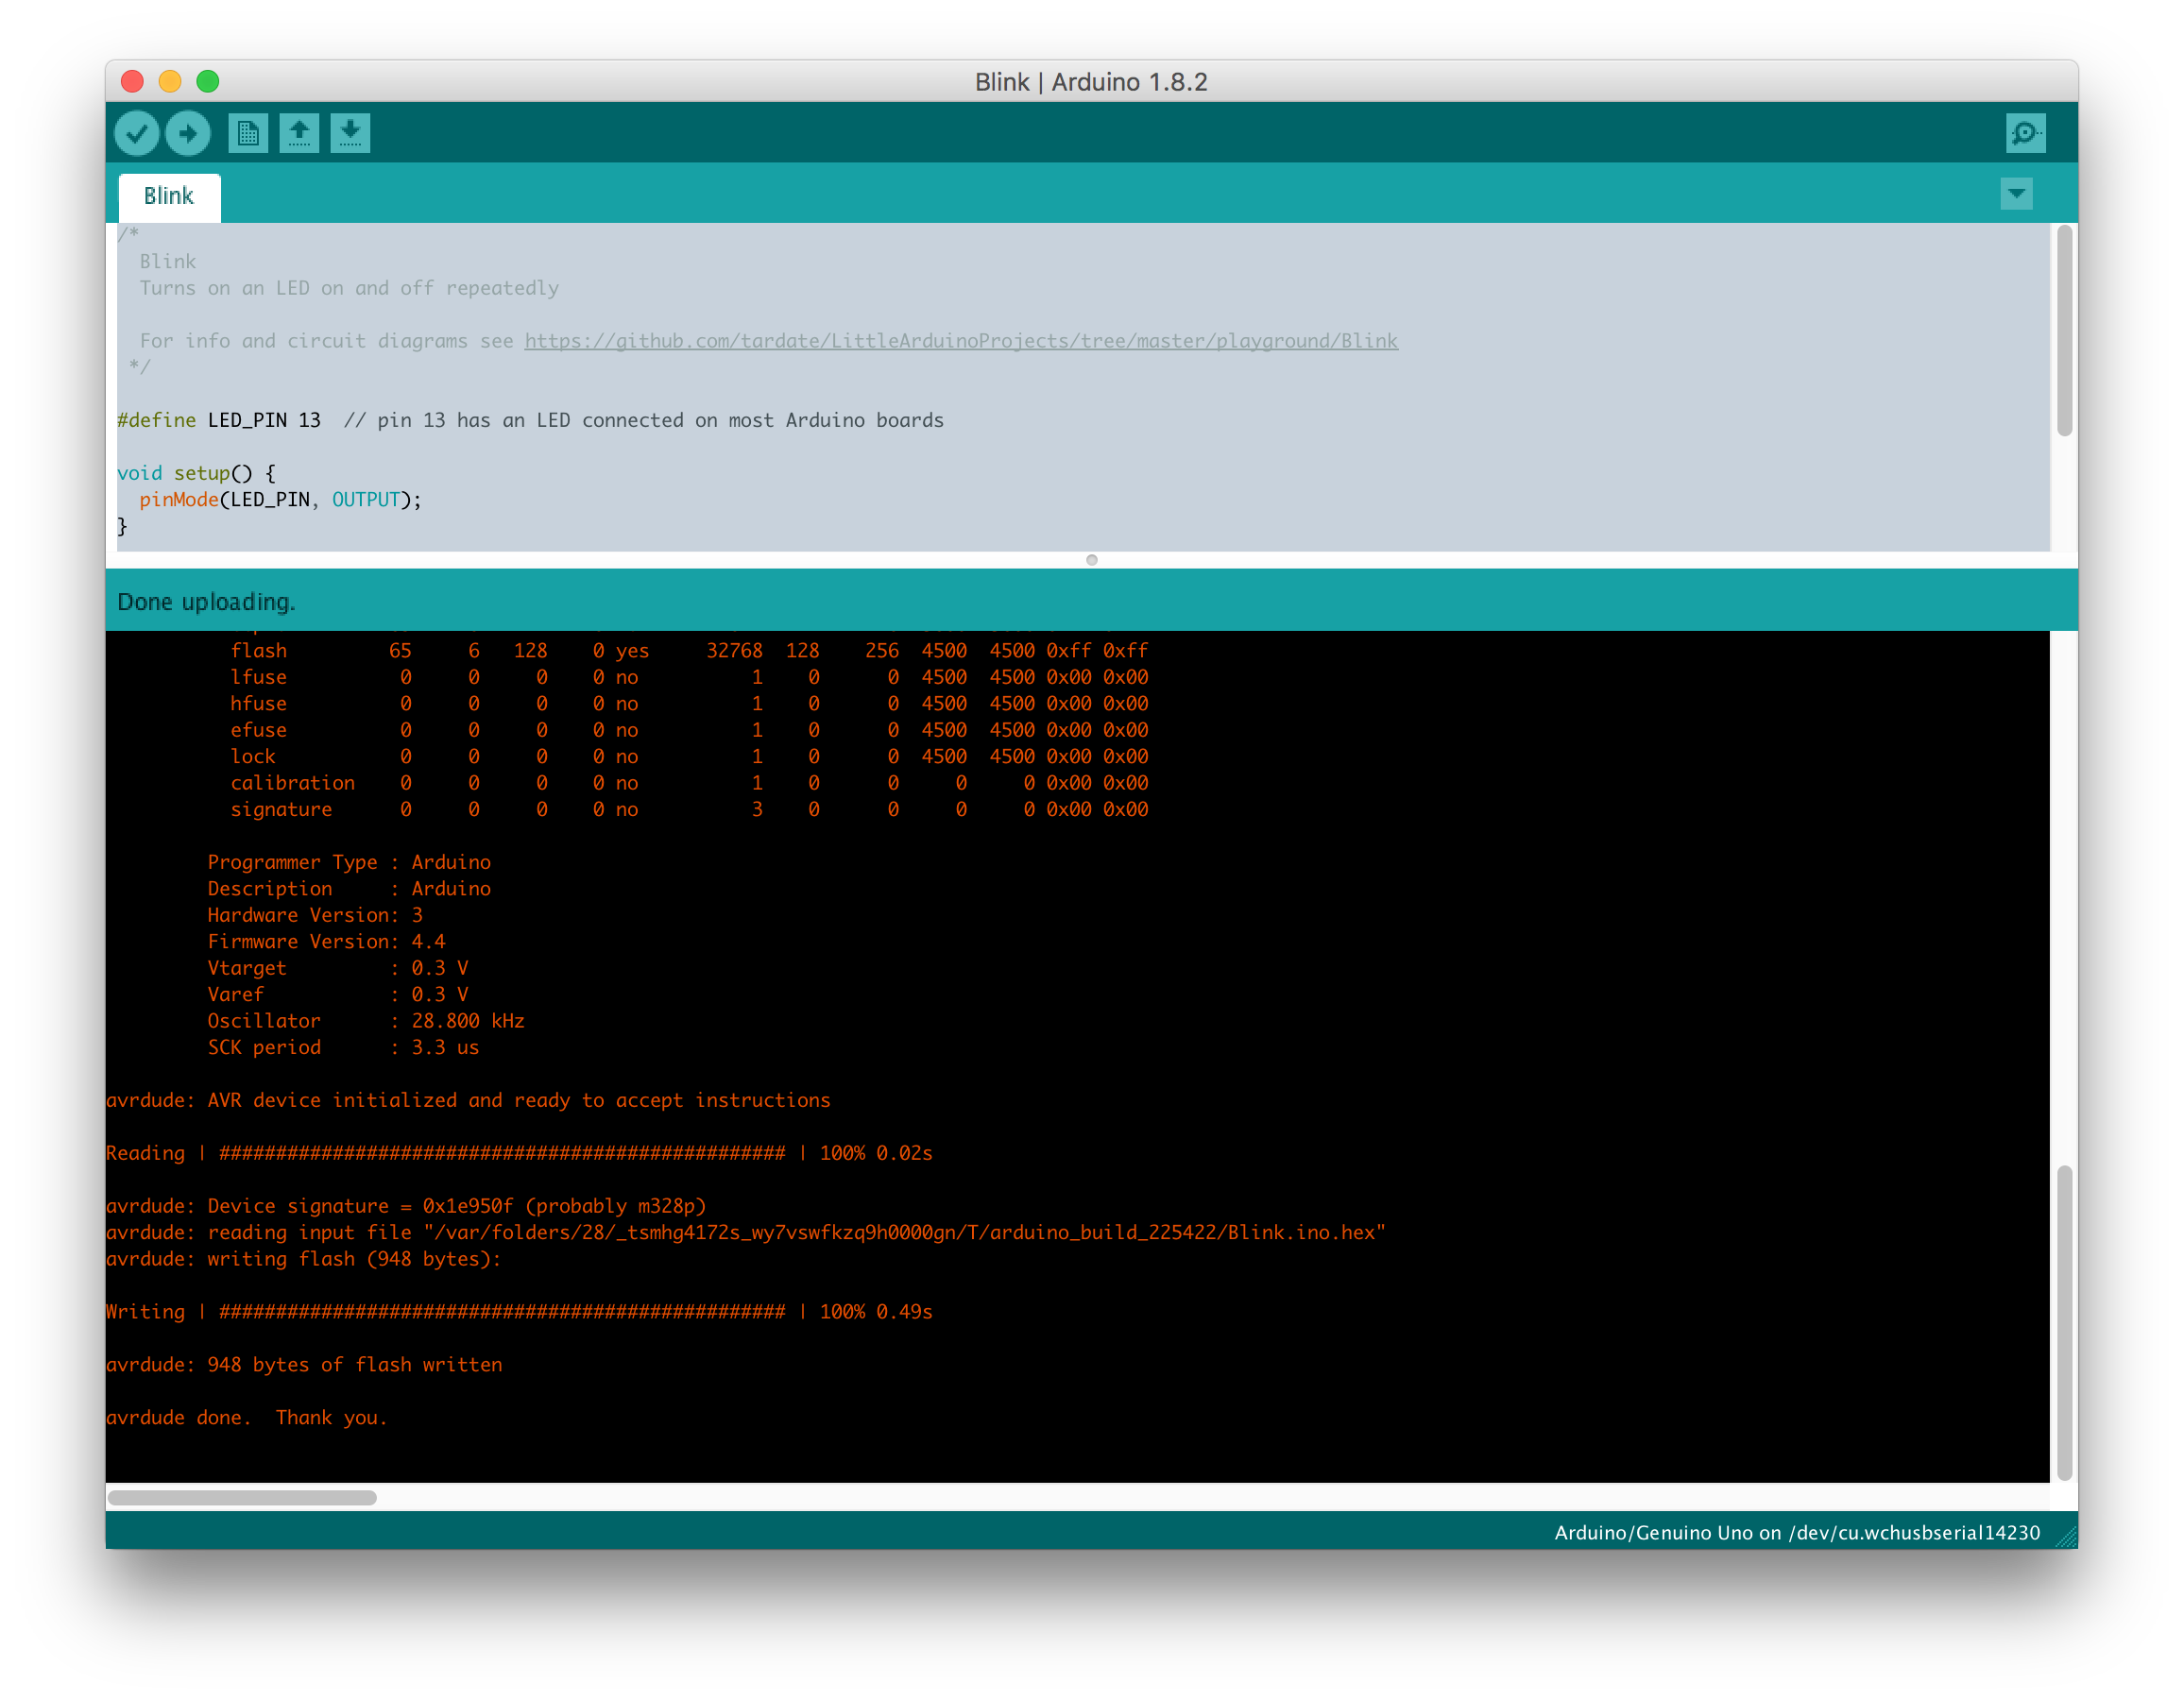 Blink | Arduino 1.8.2
Blink
/*
  Blink
  Turns on an LED on and off repeatedly
  For info and circuit diagrams see https://github.com/tardate/LittleArduinoProjects/tree/master/playground/Blink
 */
#define LED_PIN 13  // pin 13 has an LED connected on most Arduino boards
void setup() {
  pinMode(LED_PIN, OUTPUT);
}
Done uploading.
flash         65     6   128    0 yes     32768  128    256  4500  4500 0xff 0xff
lfuse          0     0     0    0 no          1    0      0  4500  4500 0x00 0x00
hfuse          0     0     0    0 no          1    0      0  4500  4500 0x00 0x00
efuse          0     0     0    0 no          1    0      0  4500  4500 0x00 0x00
lock           0     0     0    0 no          1    0      0  4500  4500 0x00 0x00
calibration    0     0     0    0 no          1    0      0     0     0 0x00 0x00
signature      0     0     0    0 no          3    0      0     0     0 0x00 0x00
Programmer Type : Arduino
Description     : Arduino
Hardware Version: 3
Firmware Version: 4.4
Vtarget         : 0.3 V
Varef           : 0.3 V
Oscillator      : 28.800 kHz
SCK period      : 3.3 us
avrdude: AVR device initialized and ready to accept instructions
Reading | ################################################## | 100% 0.02s
avrdude: Device signature = 0x1e950f (probably m328p)
avrdude: reading input file "/var/folders/28/_tsmhg4172s_wy7vswfkzq9h0000gn/T/arduino_build_225422/Blink.ino.hex"
avrdude: writing flash (948 bytes):
Writing | ################################################## | 100% 0.49s
avrdude: 948 bytes of flash written
avrdude done.  Thank you.
Arduino/Genuino Uno on /dev/cu.wchusbserial14230